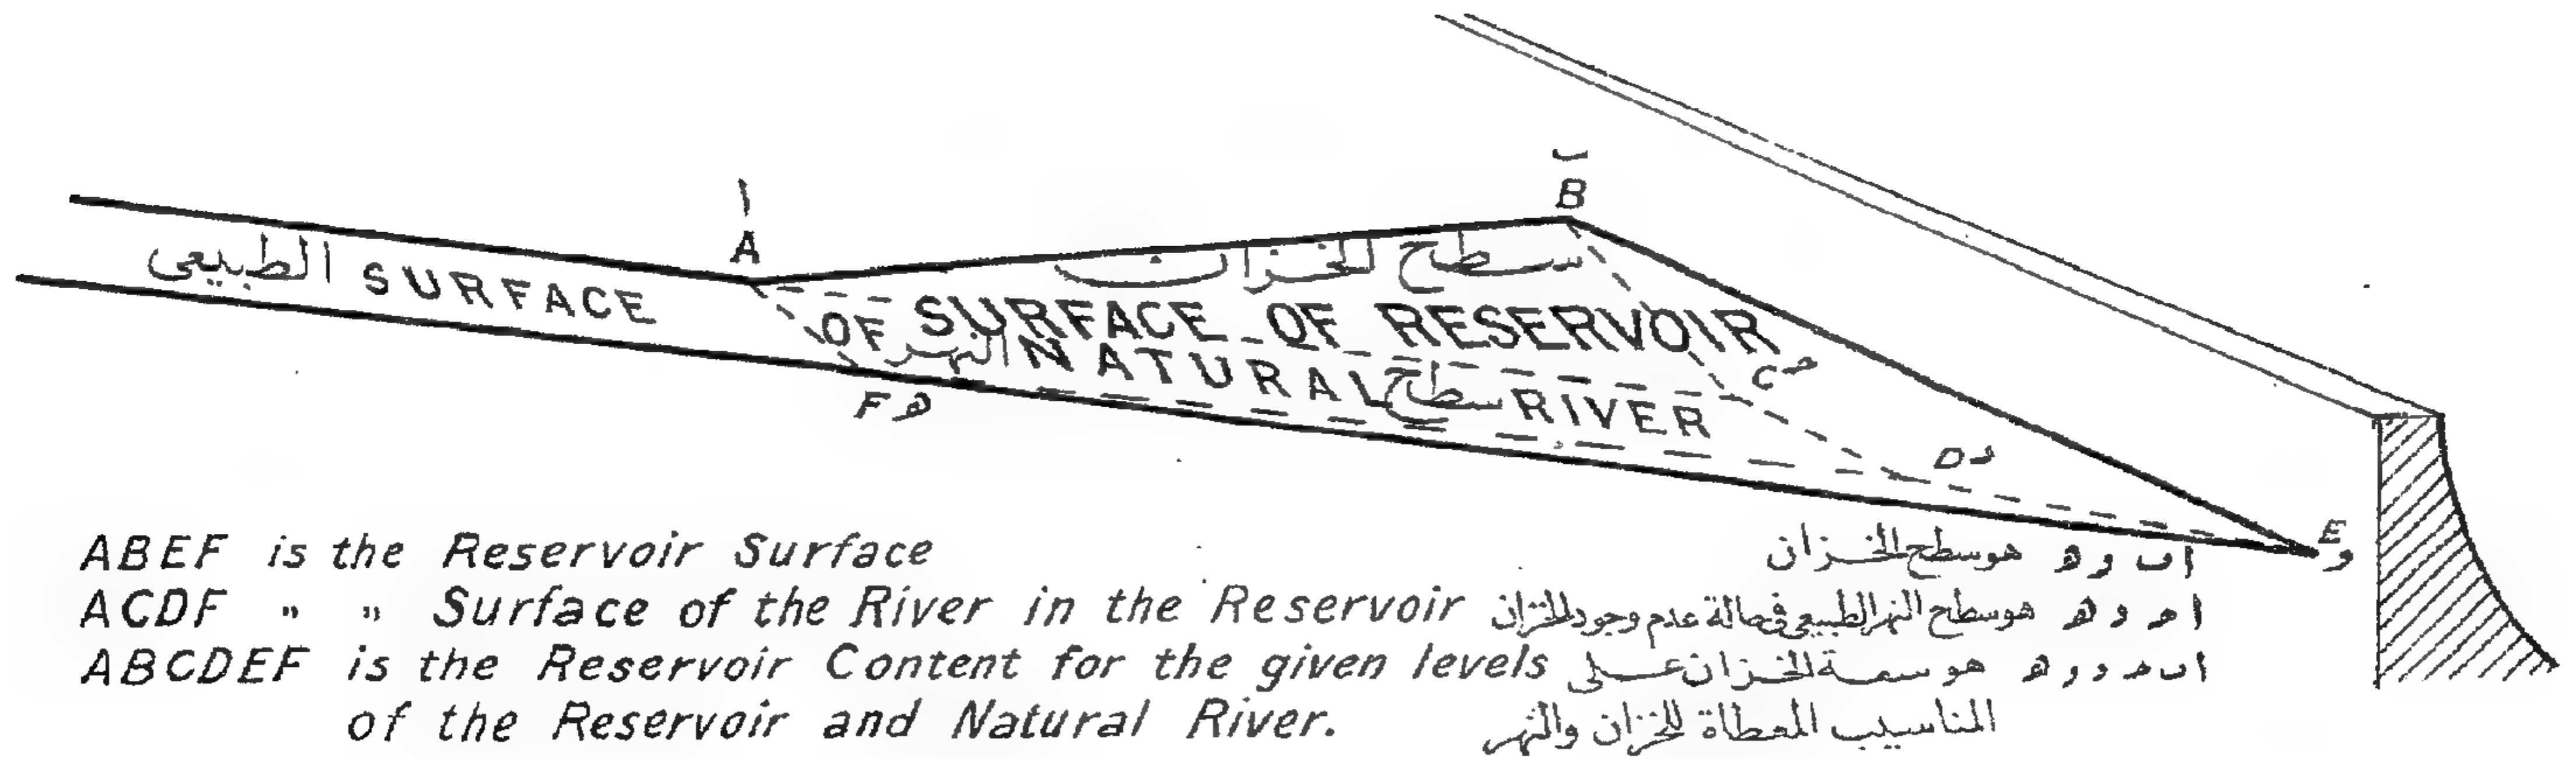 ا
A
ب
B
الطبيعى SURFACE
سطح الخزان
SURFACE OF RESERVOIR
OF النهر NATURAL سطح RIVER
C ح
F ھ
D د
E و
ABEF is the Reservoir Surface
ا ب و ھ هو سطح الخزان
ACDF " " Surface of the River in the Reservoir
ا ح د ھ هو سطح النهر الطبيعى فى حالة عدم وجود الخزان
ABCDEF is the Reservoir Content for the given levels
ا ب ح د و ھ هو سعة الخزان على
of the Reservoir and Natural River.
المناسيب المعطاة للخزان والنهر